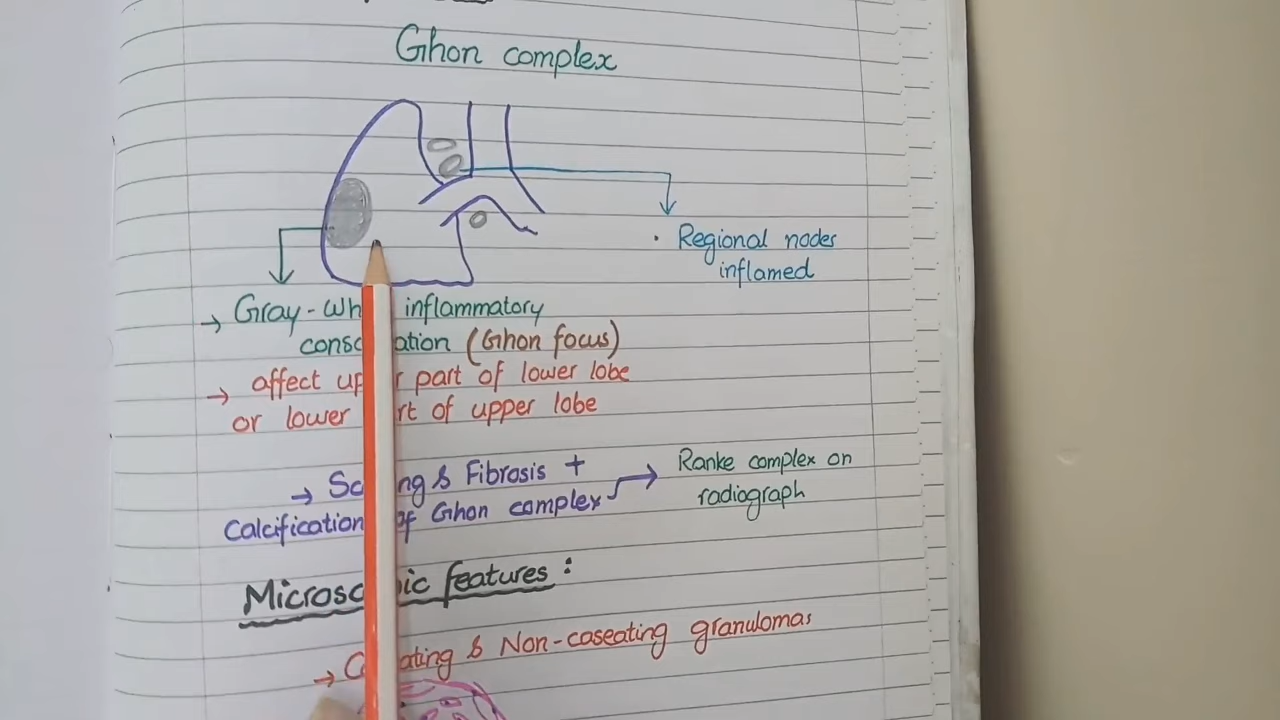 Ghon complex
· Regional nodes
inflamed
→ Gray-Wh inflammatory
conso ation (Ghon focus)
→ affect up r part of lower lobe
or lower rt of upper lobe
→ Sc ng & Fibrosis +
Calcification of Ghon complex
Ranke complex on
radiograph
Microsc ic features :
→ C ating & Non-caseating granulomas